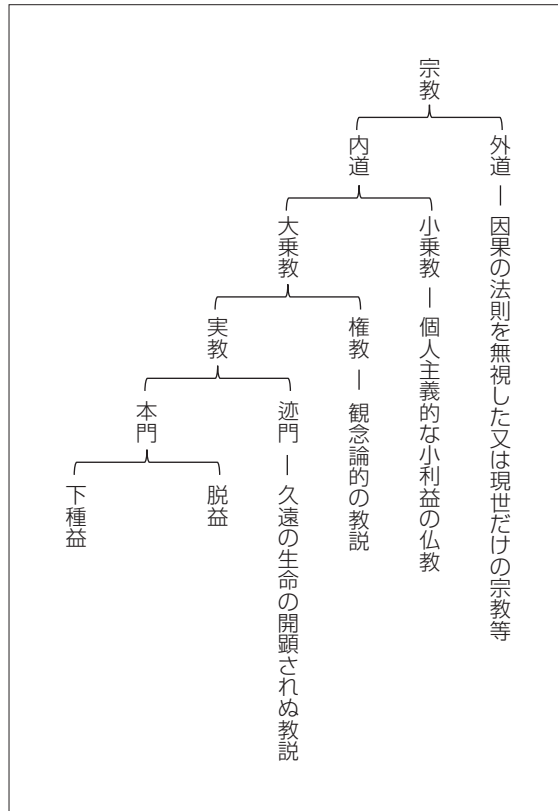 宗教
外道 ― 因果の法則を無視した又は現世だけの宗教等
内道
小乗教 ― 個人主義的な小利益の仏教
大乗教
権教 ― 観念論的の教説
実教
迹門 ― 久遠の生命の開顕されぬ教説
本門
脱益
下種益